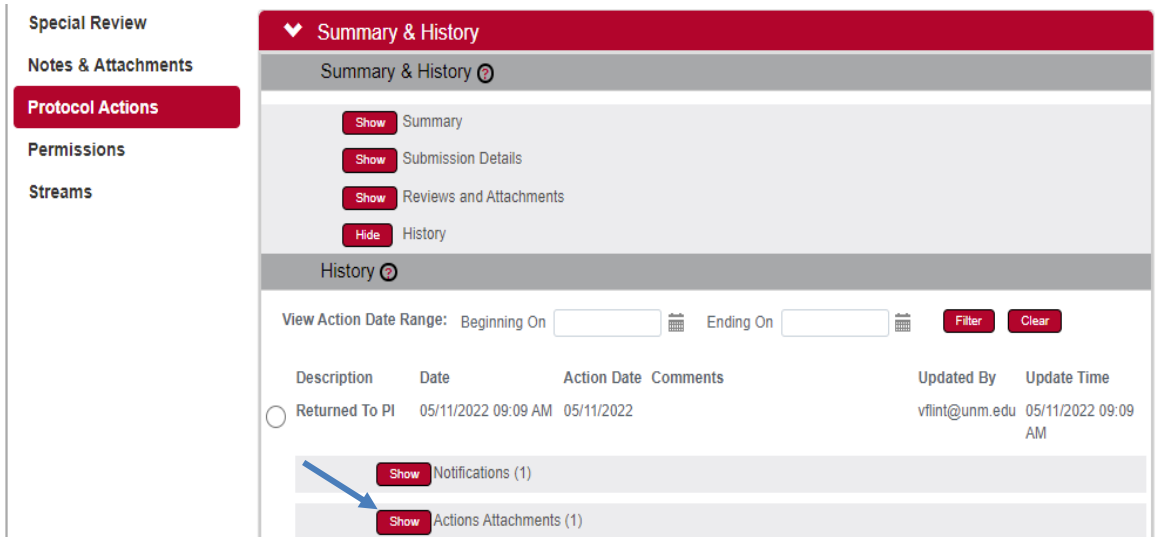 Special Review
Notes & Attachments
Protocol Actions
Permissions
Streams
Summary & History
Summary & History ?
Show Summary
Show Submission Details
Show Reviews and Attachments
Hide History
History ?
View Action Date Range: Beginning On Ending On Filter Clear
Description Date Action Date Comments Updated By Update Time
Returned To PI 05/11/2022 09:09 AM 05/11/2022 vflint@unm.edu 05/11/2022 09:09
AM
Show Notifications (1)
Show Actions Attachments (1)